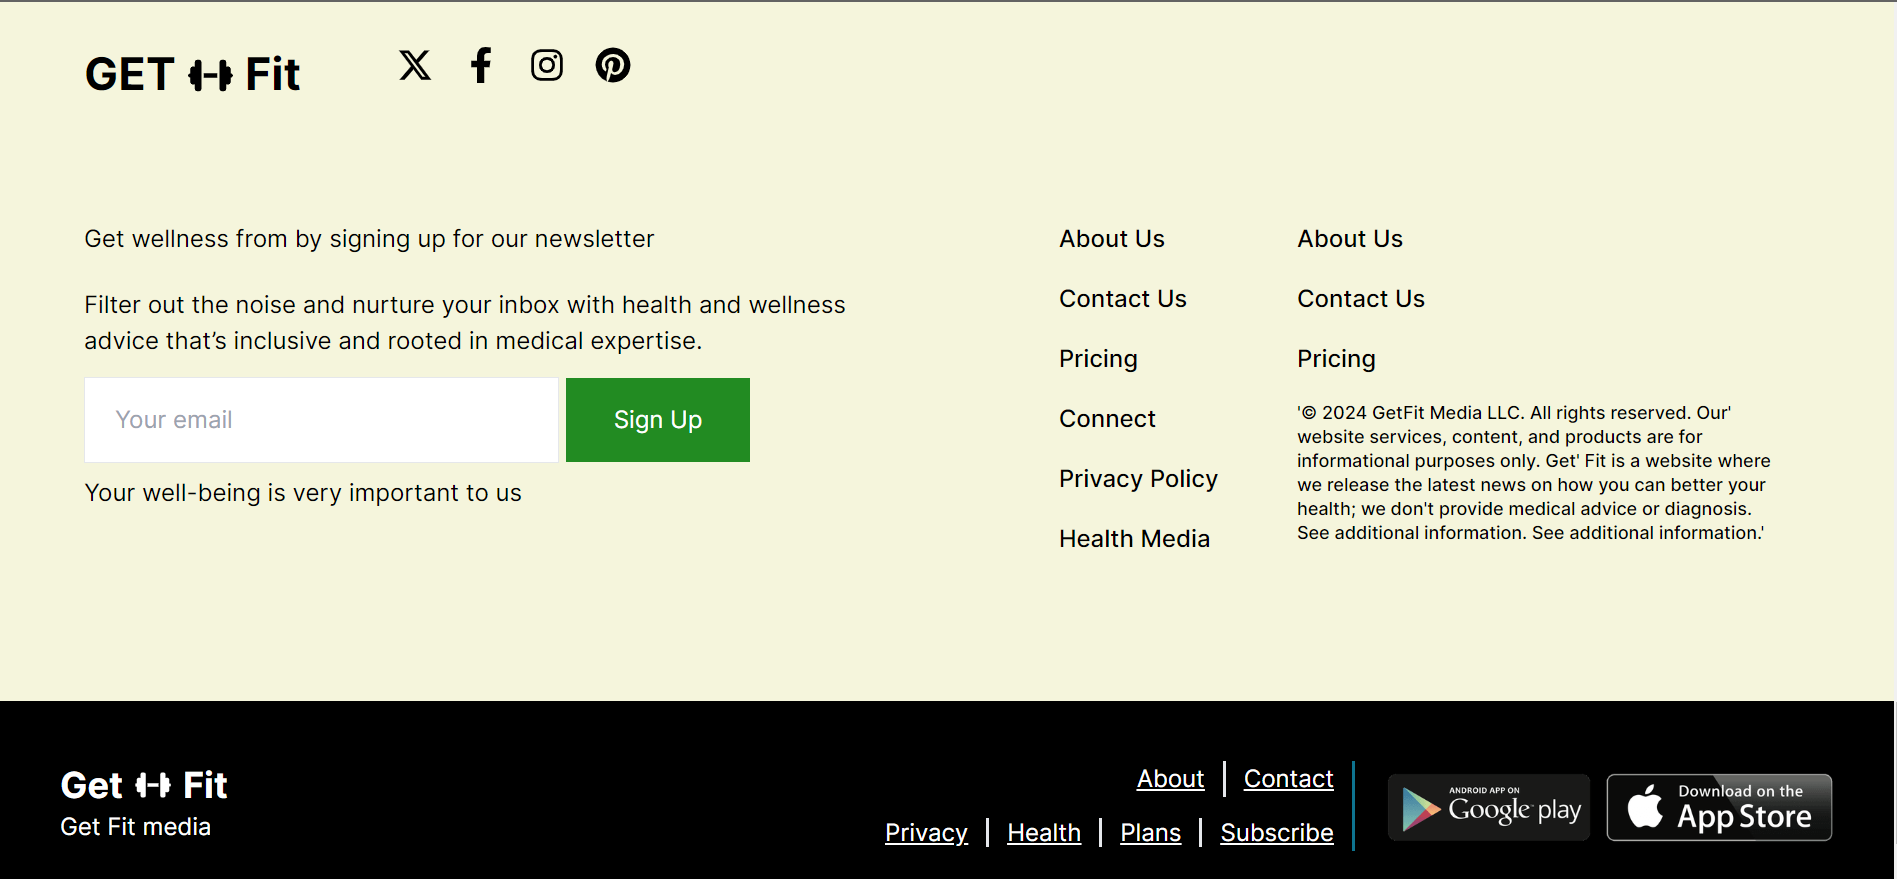 GET Fit
Get wellness from by signing up for our newsletter
Filter out the noise and nurture your inbox with health and wellness
advice that’s inclusive and rooted in medical expertise.
Your email
Sign Up
Your well-being is very important to us
About Us
Contact Us
Pricing
Connect
Privacy Policy
Health Media
About Us
Contact Us
Pricing
'© 2024 GetFit Media LLC. All rights reserved. Our'
website services, content, and products are for
informational purposes only. Get' Fit is a website where
we release the latest news on how you can better your
health; we don't provide medical advice or diagnosis.
See additional information. See additional information.'
Get Fit
Get Fit media
About | Contact
Privacy | Health | Plans | Subscribe
ANDROID APP ON
Google play
Download on the
App Store